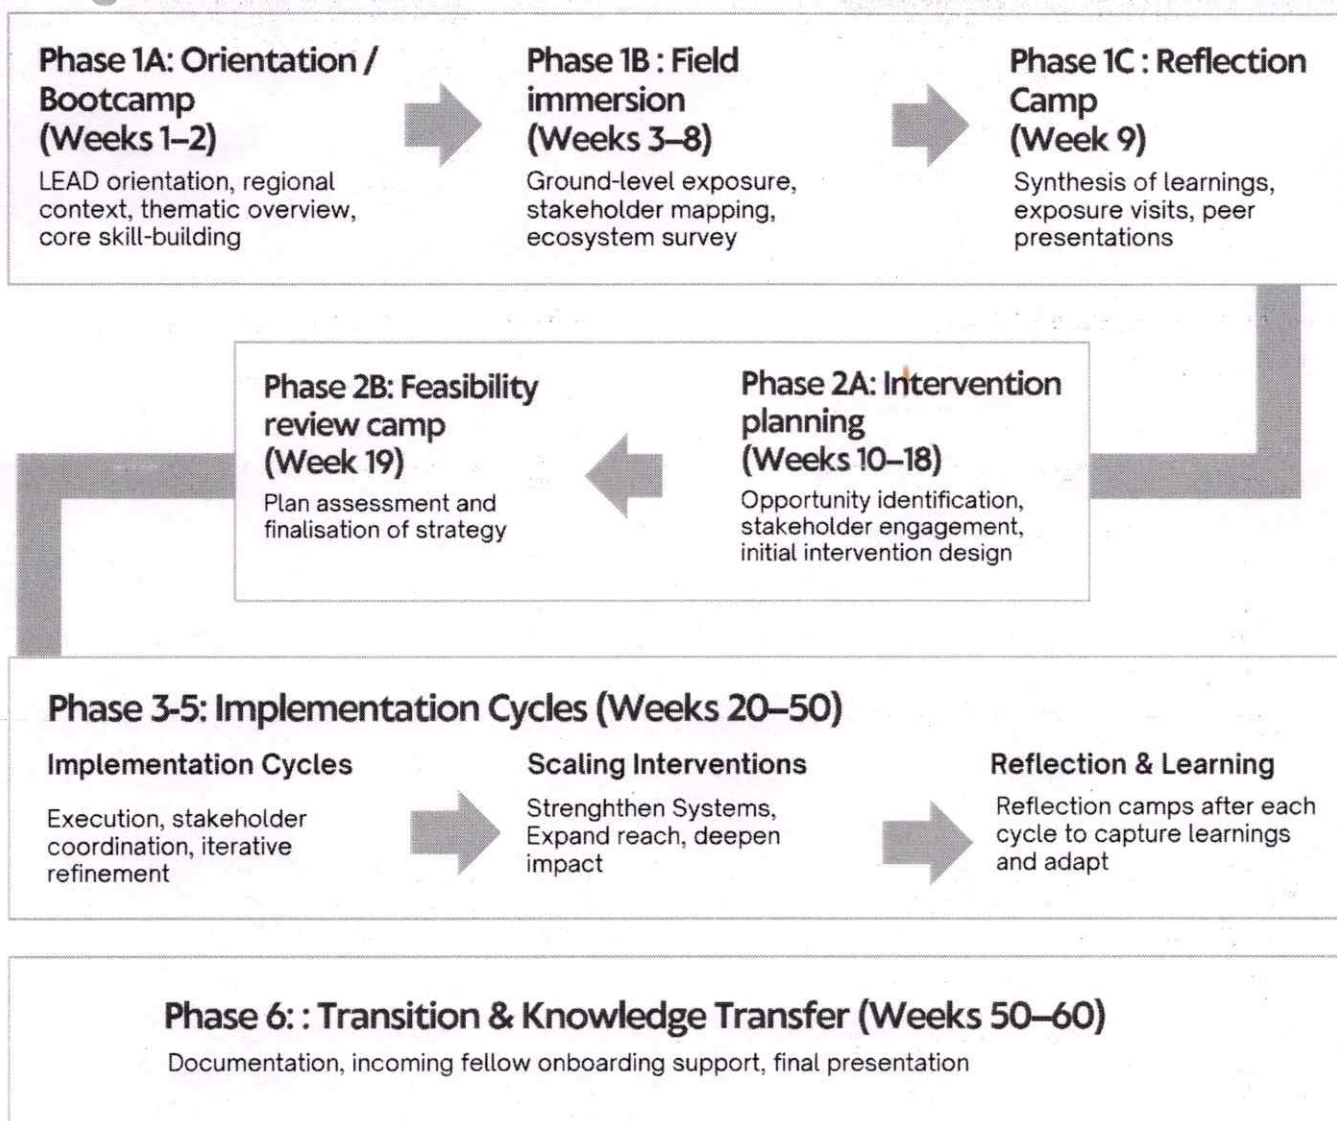 Phase 1A: Orientation /
Bootcamp
(Weeks 1–2)
LEAD orientation, regional
context, thematic overview,
core skill-building
Phase 1B : Field
immersion
(Weeks 3–8)
Ground-level exposure,
stakeholder mapping,
ecosystem survey
Phase 1C : Reflection
Camp
(Week 9)
Synthesis of learnings,
exposure visits, peer
presentations
Phase 2A: Intervention
planning
(Weeks 10–18)
Opportunity identification,
stakeholder engagement,
initial intervention design
Phase 2B: Feasibility
review camp
(Week 19)
Plan assessment and
finalisation of strategy
Phase 3-5: Implementation Cycles (Weeks 20–50)
Implementation Cycles
Execution, stakeholder
coordination, iterative
refinement
Scaling Interventions
Strenghthen Systems,
Expand reach, deepen
impact
Reflection & Learning
Reflection camps after each
cycle to capture learnings
and adapt
Phase 6: : Transition & Knowledge Transfer (Weeks 50–60)
Documentation, incoming fellow onboarding support, final presentation